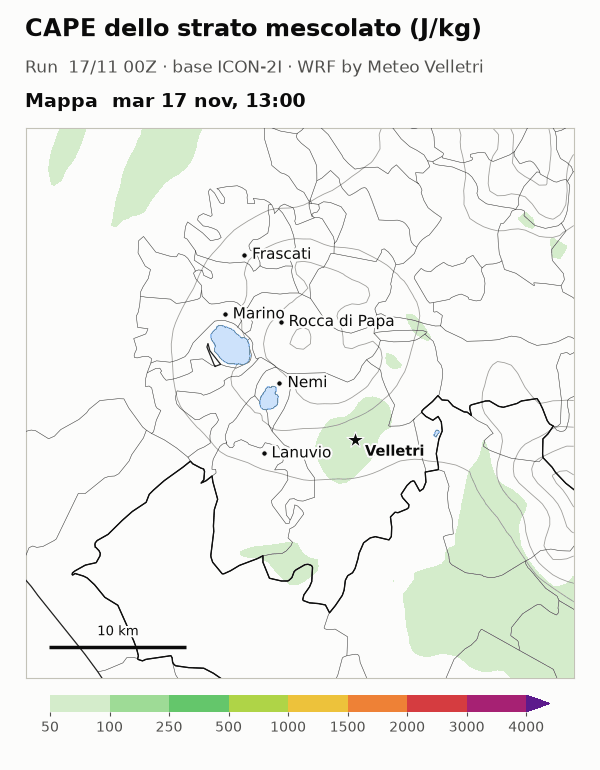 CAPE dello strato mescolato (J/kg)
Run  17/11 00Z · base ICON-2I · WRF by Meteo Velletri
Mappa  mar 17 nov, 13:00
Frascati
Marino
Rocca di Papa
Nemi
Velletri
Lanuvio
10 km
50 100 250 500 1000 1500 2000 3000 4000